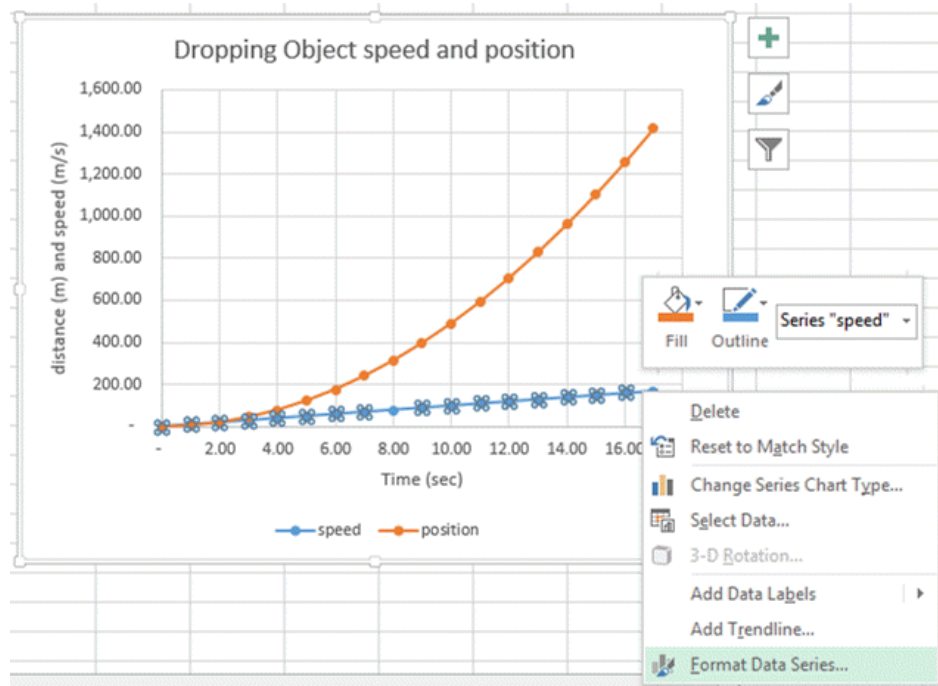 Dropping Object speed and position
1,600.00
1,400.00
1,200.00
1,000.00
800.00
600.00
400.00
200.00
-
distance (m) and speed (m/s)
- 2.00 4.00 6.00 8.00 10.00 12.00 14.00 16.00
Time (sec)
speed position
Fill Outline Series "speed"
Delete
Reset to Match Style
Change Series Chart Type...
Select Data...
3-D Rotation...
Add Data Labels
Add Trendline...
Format Data Series...